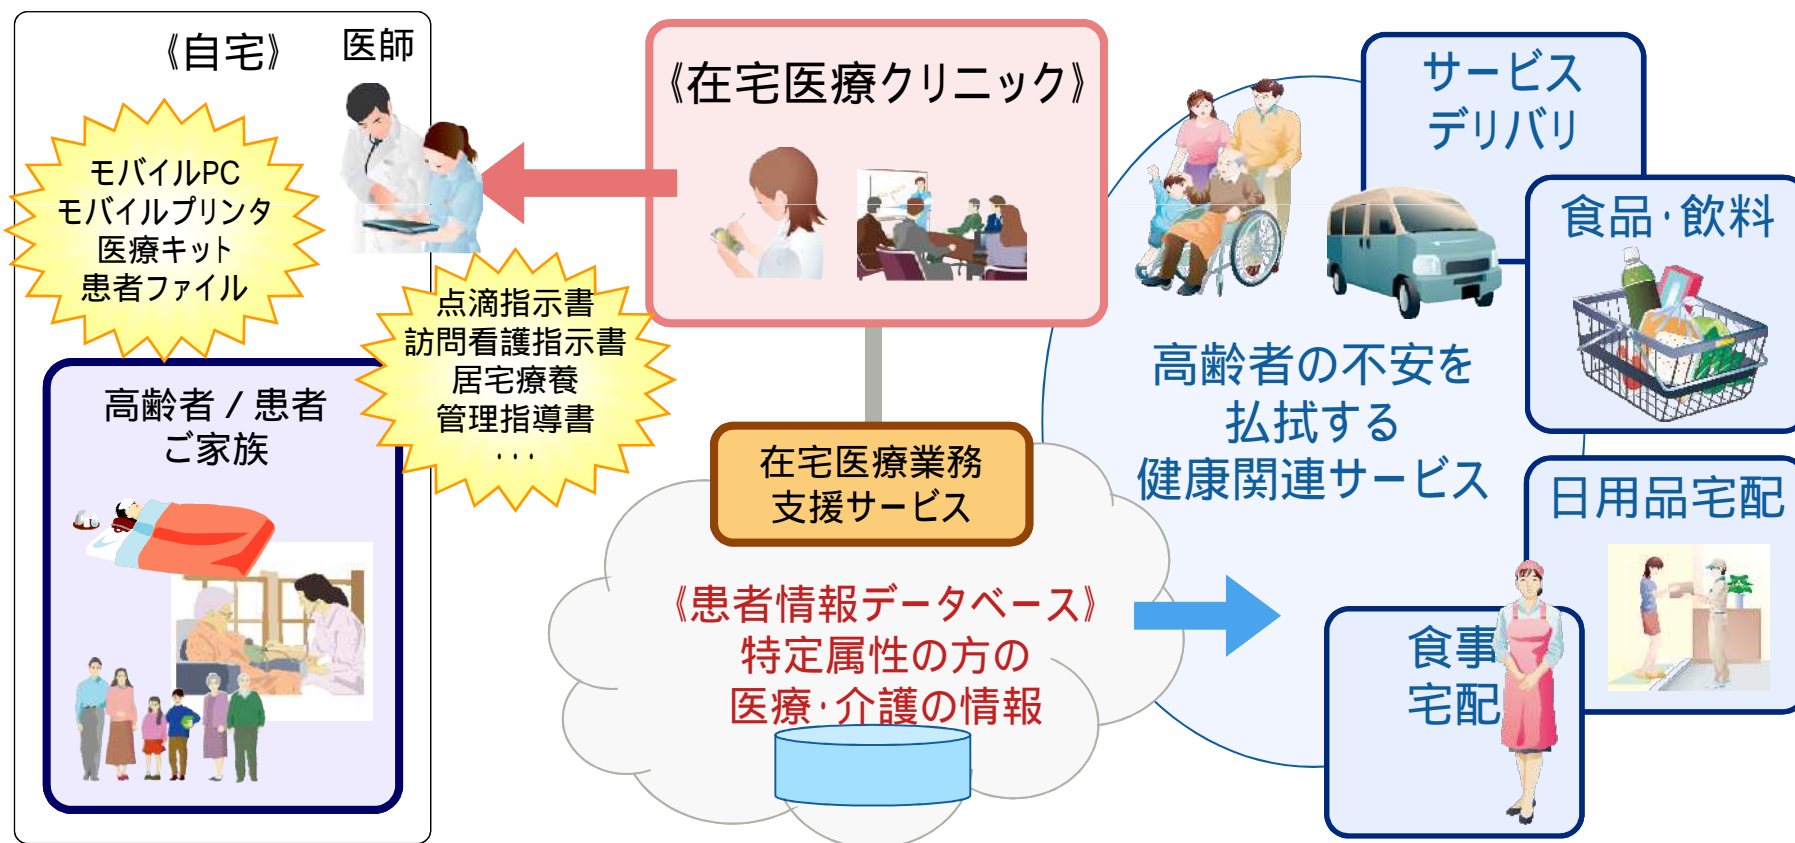 《自宅》
医師
モバイルPC
モバイルプリンタ
医療キット
患者ファイル
点滴指示書
訪問看護指示書
居宅療養
管理指導書
・・・
高齢者/患者
ご家族
《在宅医療クリニック》
在宅医療業務
支援サービス
《患者情報データベース》
特定属性の方の
医療・介護の情報
高齢者の不安を
払拭する
健康関連サービス
サービス
デリバリ
食品・飲料
日用品宅配
食事
宅配